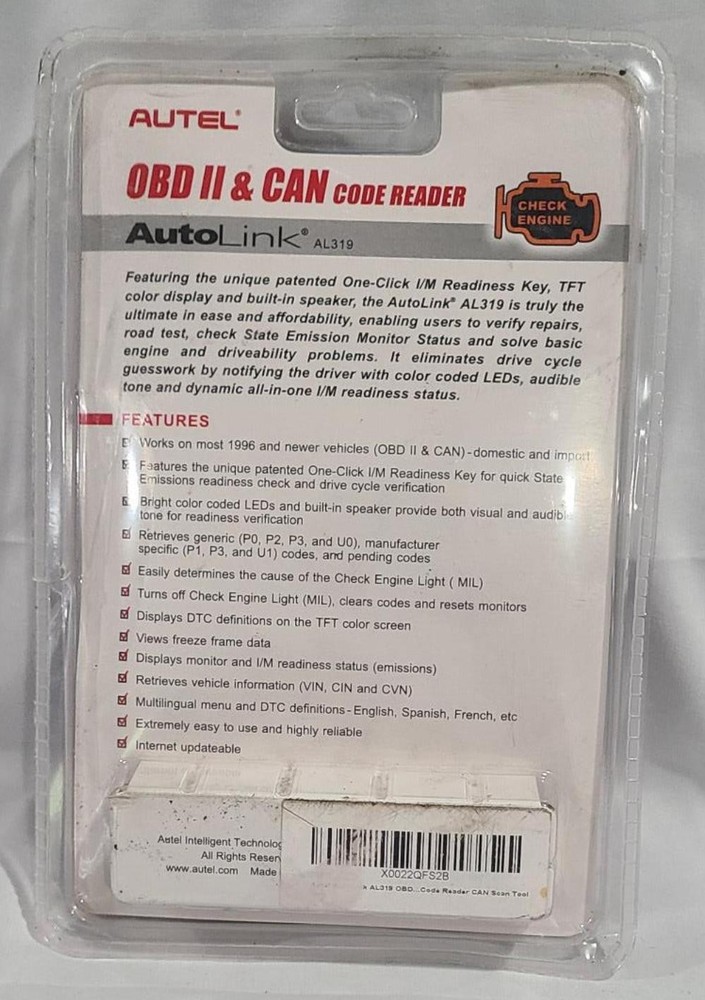 AUTEL®
OBD II & CAN CODE READER
CHECK
ENGINE
AutoLink® AL319
Featuring the unique patented One-Click I/M Readiness Key, TFT
color display and built-in speaker, the AutoLink® AL319 is truly the
ultimate in ease and affordability, enabling users to verify repairs,
road test, check State Emission Monitor Status and solve basic
engine and driveability problems. It eliminates drive cycle
guesswork by notifying the driver with color coded LEDs, audible
tone and dynamic all-in-one I/M readiness status.
FEATURES
Works on most 1996 and newer vehicles (OBD II & CAN)-domestic and import
Features the unique patented One-Click I/M Readiness Key for quick State
Emissions readiness check and drive cycle verification
Bright color coded LEDs and built-in speaker provide both visual and audible
tone for readiness verification
Retrieves generic (P0, P2, P3, and U0), manufacturer
specific (P1, P3, and U1) codes, and pending codes
Easily determines the cause of the Check Engine Light ( MIL)
Turns off Check Engine Light (MIL), clears codes and resets monitors
Displays DTC definitions on the TFT color screen
Views freeze frame data
Displays monitor and I/M readiness status (emissions)
Retrieves vehicle information (VIN, CIN and CVN)
Multilingual menu and DTC definitions-English, Spanish, French, etc
Extremely easy to use and highly reliable
Internet updateable
Autel Intelligent Technolog
All Rights Reser
www.autel.com Made
X0022QFS2B
k AL319 OBD...Code Reader CAN Scan Tool